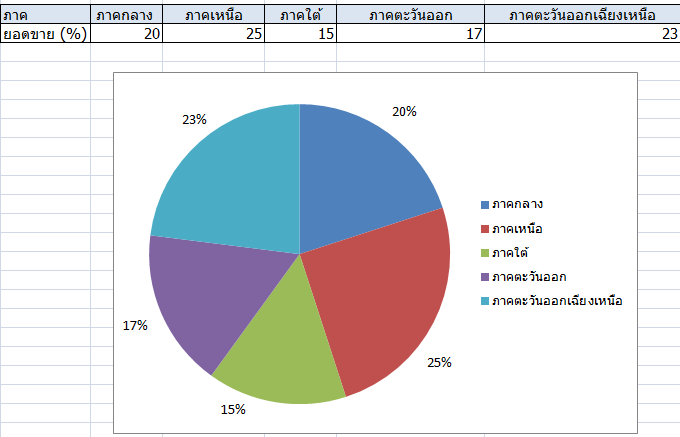 ภาค ภาคกลาง ภาคเหนือ ภาคใต้ ภาคตะวันออก ภาคตะวันออกเฉียงเหนือ
ยอดขาย (%) 20 25 15 17 23
23% 20%
ภาคกลาง
ภาคเหนือ
ภาคใต้
ภาคตะวันออก
ภาคตะวันออกเฉียงเหนือ
17%
25%
15%